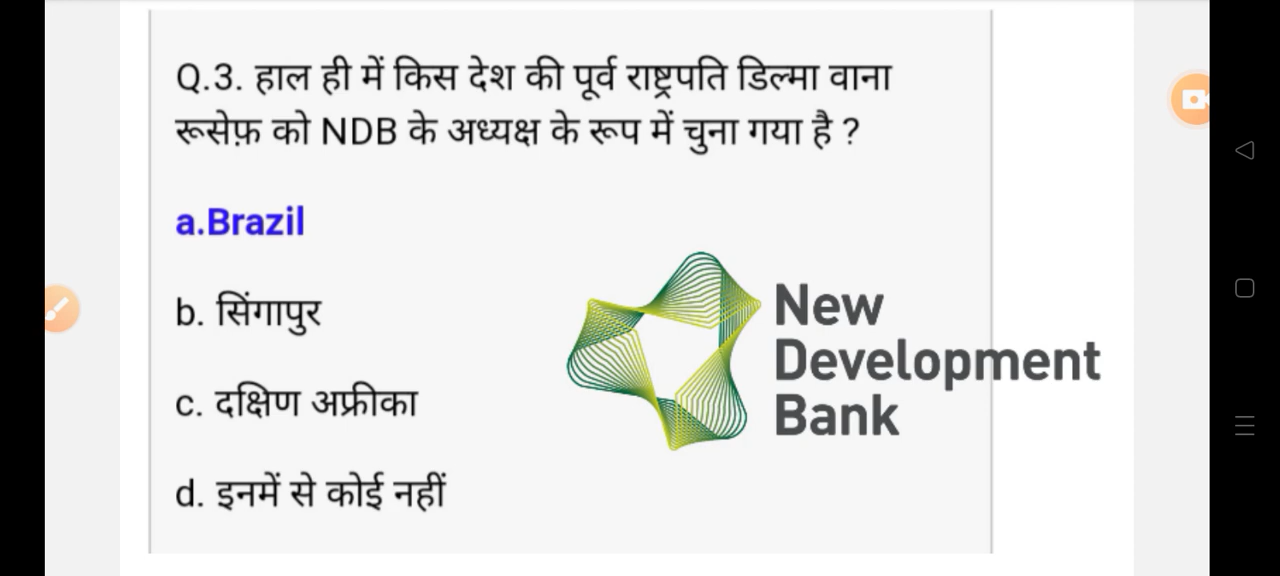 Q.3. हाल ही में किस देश की पूर्व राष्ट्रपति डिल्मा वाना
रूसेफ़ को NDB के अध्यक्ष के रूप में चुना गया है ?
a.Brazil
b. सिंगापुर
c. दक्षिण अफ्रीका
d. इनमें से कोई नहीं
New
Development
Bank